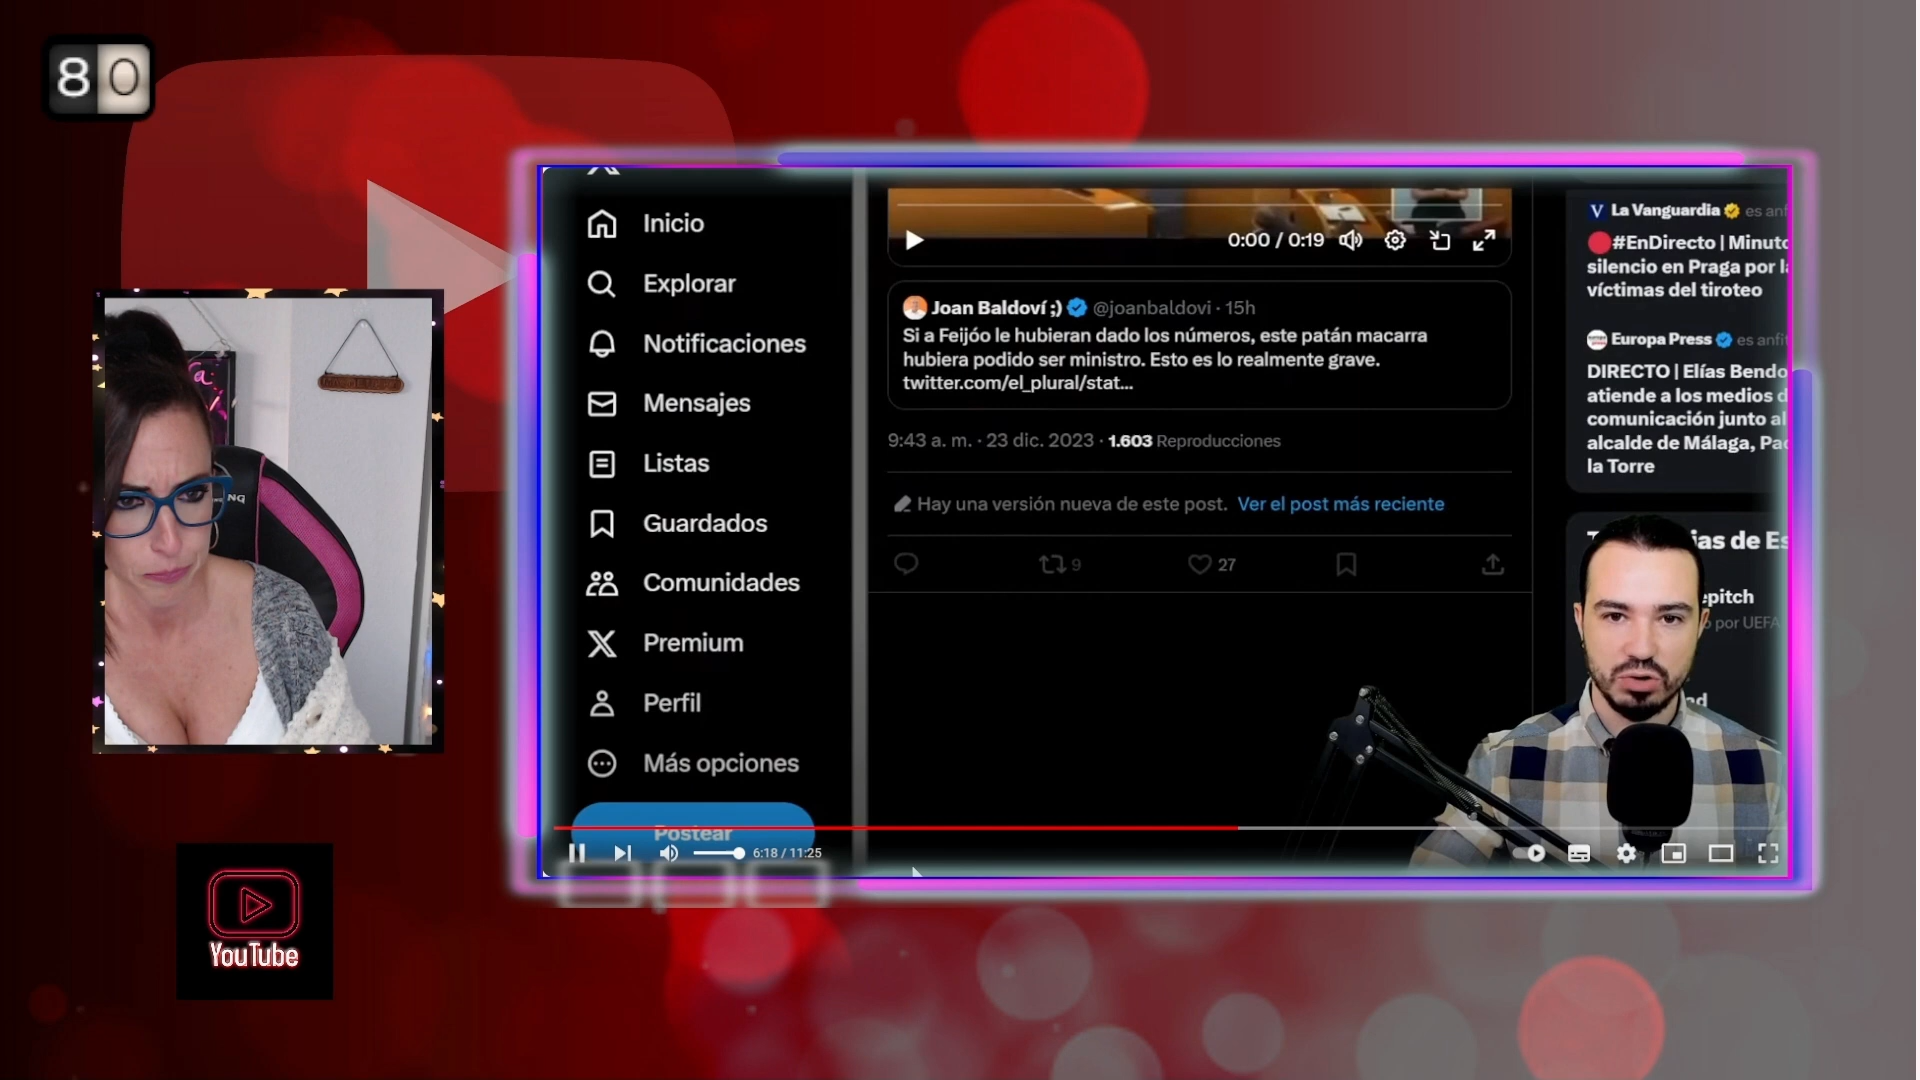 80
Inicio
Explorar
Notificaciones
Mensajes
Listas
Guardados
Comunidades
Premium
Perfil
Más opciones
Postear
0:00 / 0:19
Joan Baldoví ;) @joanbaldovi · 15h
Si a Feijóo le hubieran dado los números, este patán macarra
hubiera podido ser ministro. Esto es lo realmente grave.
twitter.com/el_plural/stat...
9:43 a. m. · 23 dic. 2023 · 1.603 Reproducciones
Hay una versión nueva de este post. Ver el post más reciente
9
27
La Vanguardia es anf
#EnDirecto | Minuto
silencio en Praga por la
víctimas del tiroteo
Europa Press es anfit
DIRECTO | Elías Bendo
atiende a los medios d
comunicación junto al
alcalde de Málaga, Pac
la Torre
ias de Es
epitch
por UEFA
6:18 / 11:25
YouTube